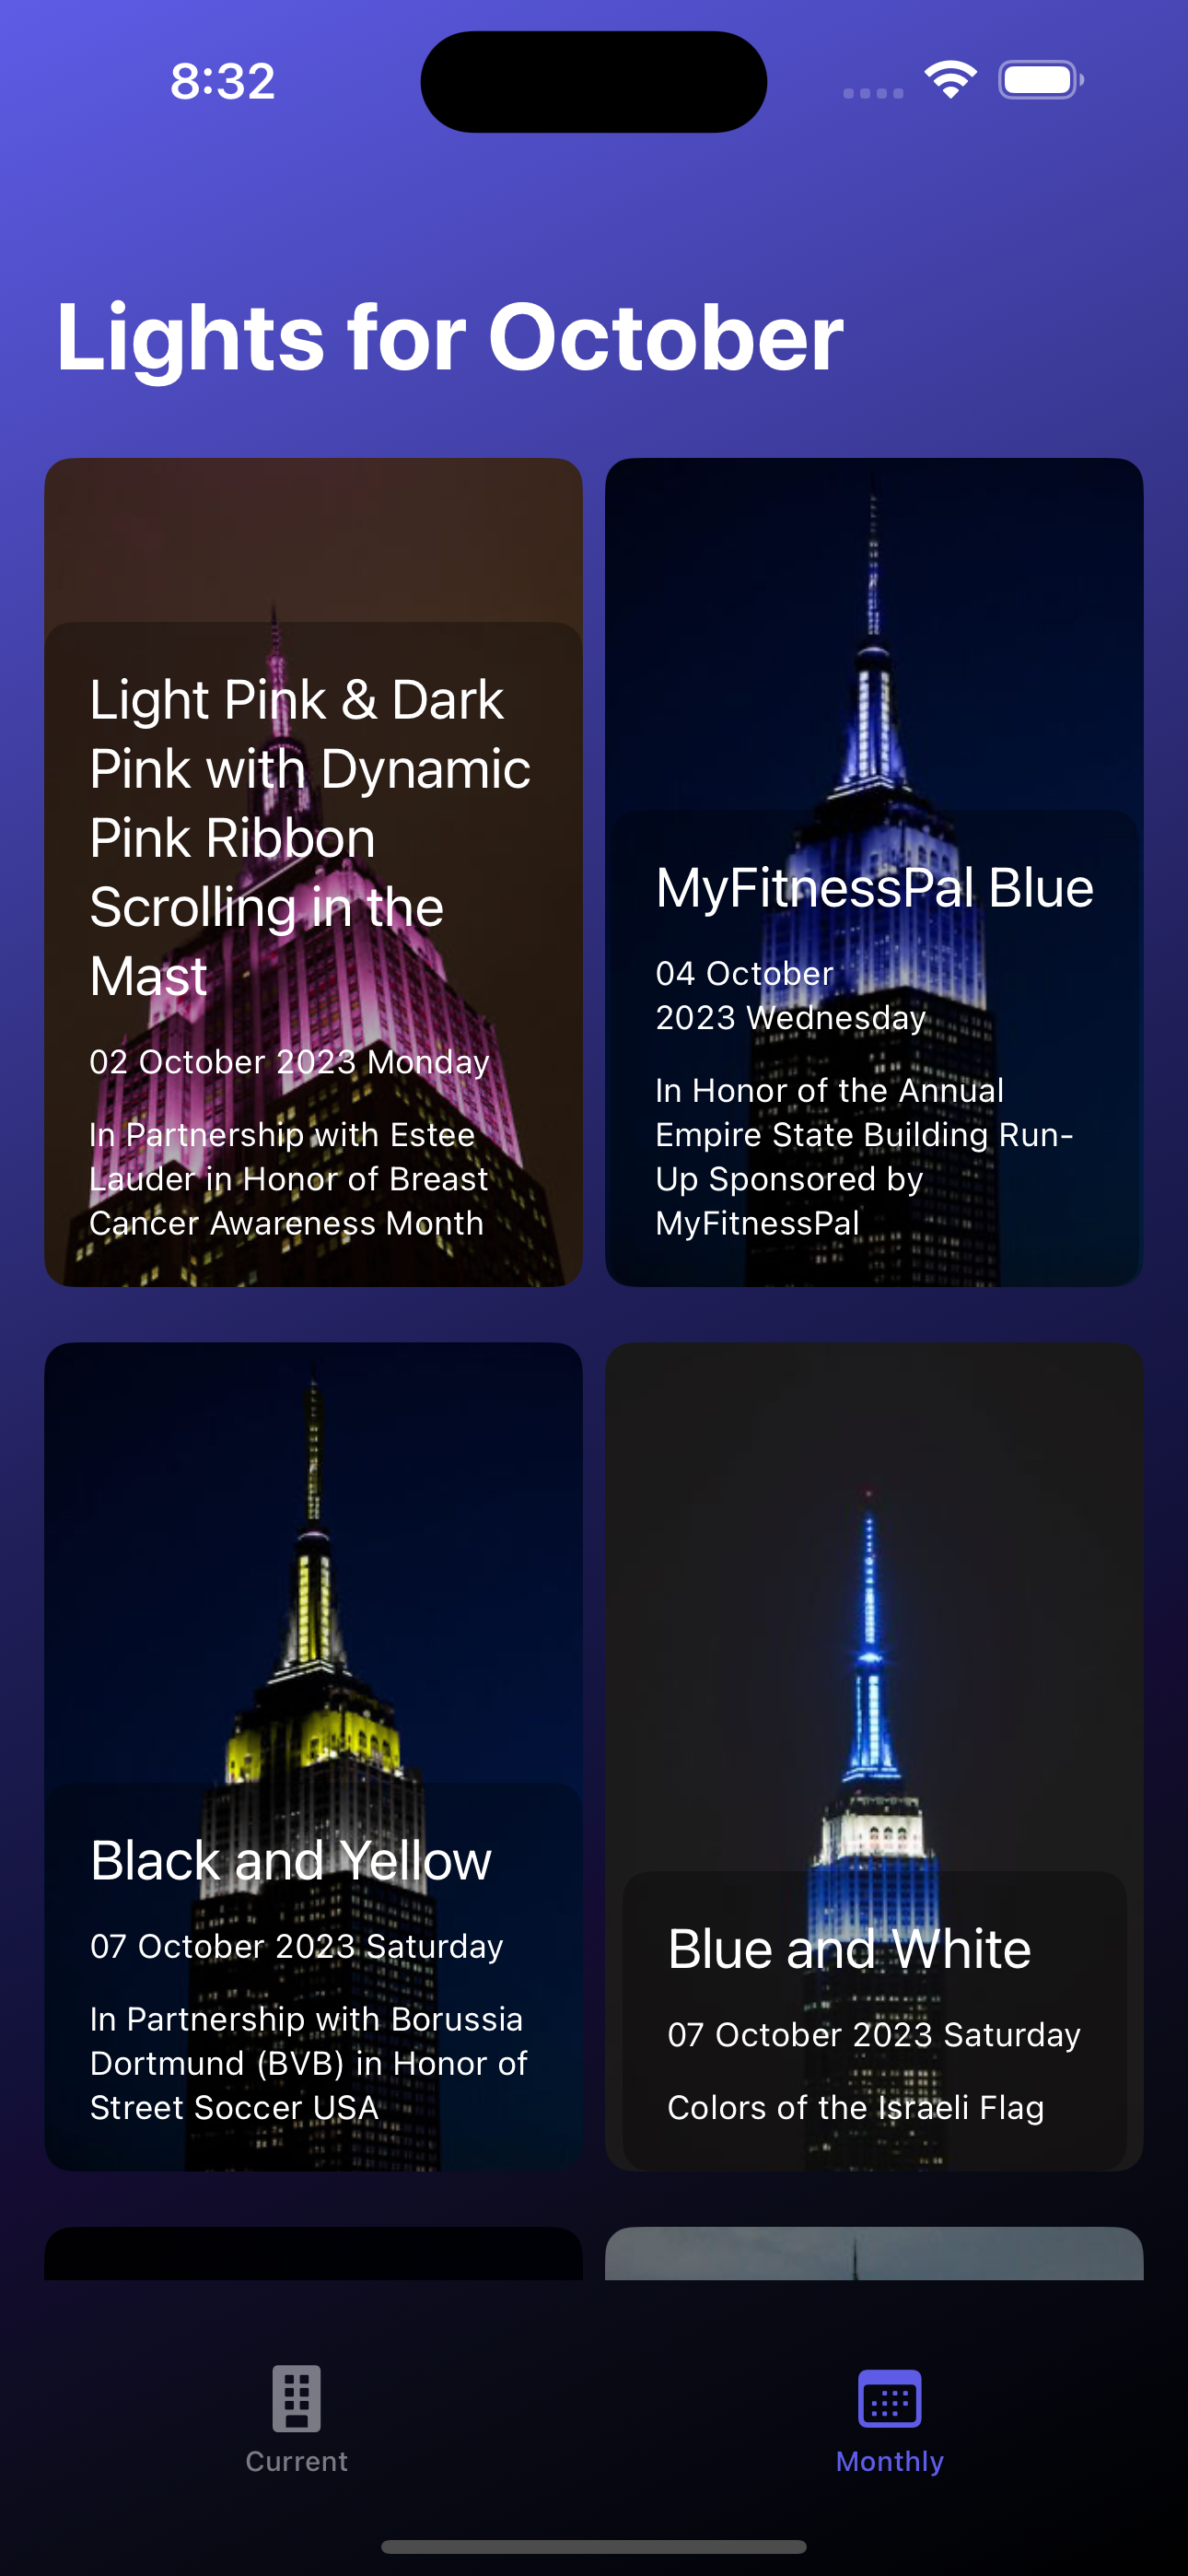 8:32
Lights for October
Light Pink & Dark
Pink with Dynamic
Pink Ribbon
Scrolling in the
Mast
02 October 2023 Monday
In Partnership with Estee
Lauder in Honor of Breast
Cancer Awareness Month
MyFitnessPal Blue
04 October
2023 Wednesday
In Honor of the Annual
Empire State Building Run-
Up Sponsored by
MyFitnessPal
Black and Yellow
07 October 2023 Saturday
In Partnership with Borussia
Dortmund (BVB) in Honor of
Street Soccer USA
Blue and White
07 October 2023 Saturday
Colors of the Israeli Flag
Current
Monthly